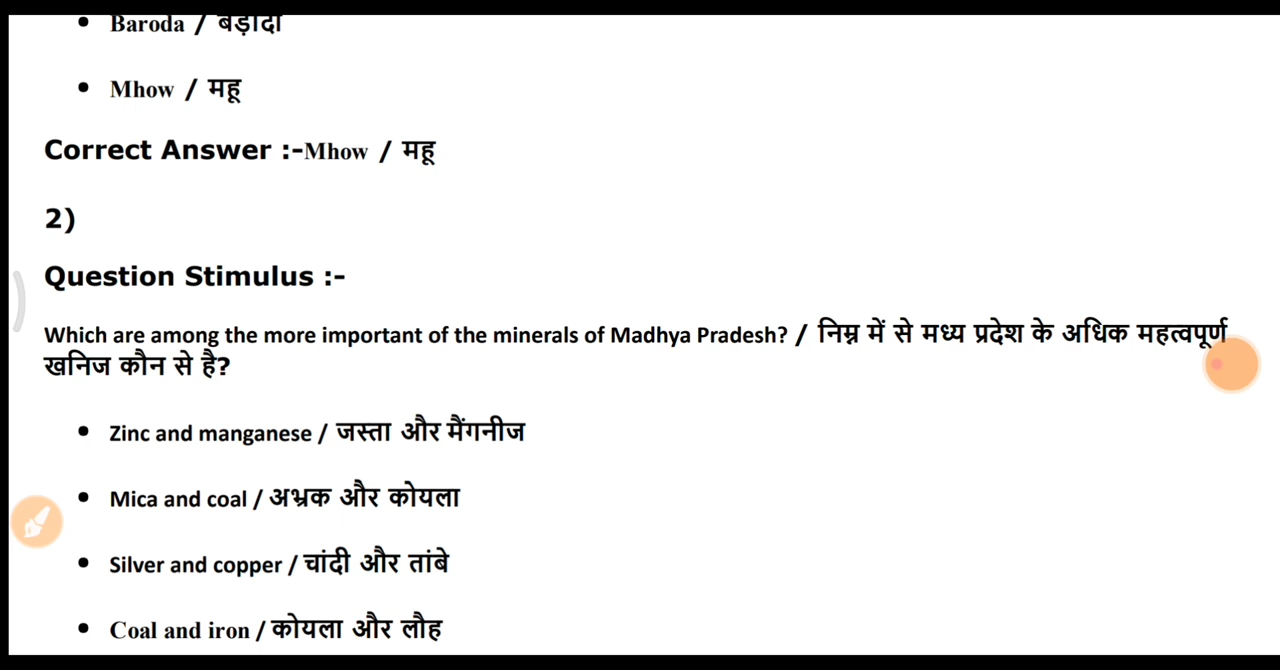 Baroda / बड़ोदा
Mhow / महू
Correct Answer :-Mhow / महू
2)
Question Stimulus :-
Which are among the more important of the minerals of Madhya Pradesh? / निम्न में से मध्य प्रदेश के अधिक महत्वपूर्ण
खनिज कौन से है?
Zinc and manganese / जस्ता और मैंगनीज
Mica and coal / अभ्रक और कोयला
Silver and copper / चांदी और तांबे
Coal and iron / कोयला और लौह